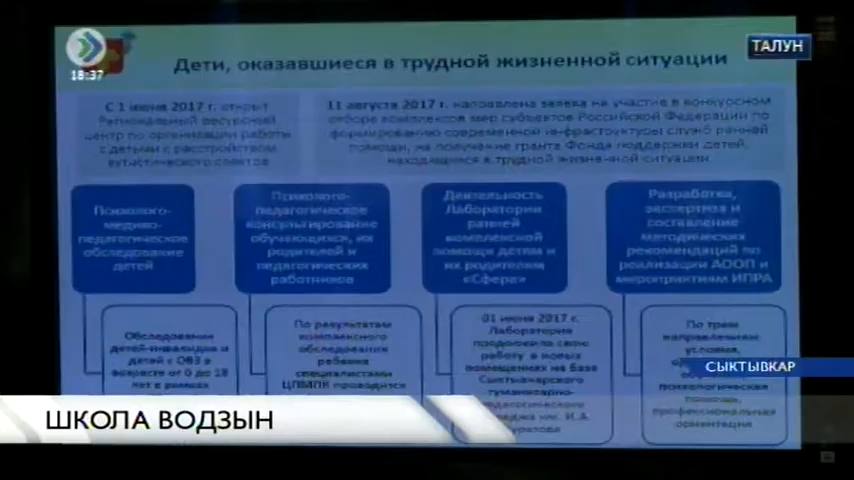 ТАЛУН
18:37
Дети, оказавшиеся в трудной жизненной ситуации
С 1 июня 2017 г. открыт
Региональный ресурсный
центр по организации работы
с детьми с расстройством
аутистического спектра
11 августа 2017 г. направлена заявка на участие в конкурсном
отборе комплексов мер субъектов Российской Федерации по
формированию современной инфраструктуры служб ранней
помощи, на получение гранта Фонда поддержки детей,
находящихся в трудной жизненной ситуации
Психолого-
медико-
педагогическое
обследование
детей
Психолого-
педагогическое
консультирование
обучающихся, их
родителей и
педагогических
работников
Деятельность
Лаборатории
ранней
комплексной
помощи детям и
их родителям
«Сфера»
Разработка,
экспертиза и
составление
методических
рекомендаций по
реализации АООП и
мероприятиям ИПРА
Обследование
детей-инвалидов и
детей с ОВЗ в
возрасте от 0 до 18
лет в рамках
По результатам
комплексного
обследования
ребенка
специалистами
ЦПМПК проводится
01 июня 2017 г.
Лаборатория
продолжила свою
работу в новых
помещениях на базе
Сыктывкарского
гуманитарно-
педагогического
им. И.А.
По трем
направлениям
условия,
психологическая
помощь,
профессиональная
ориентация
СЫКТЫВКАР
ШКОЛА ВОДЗЫН